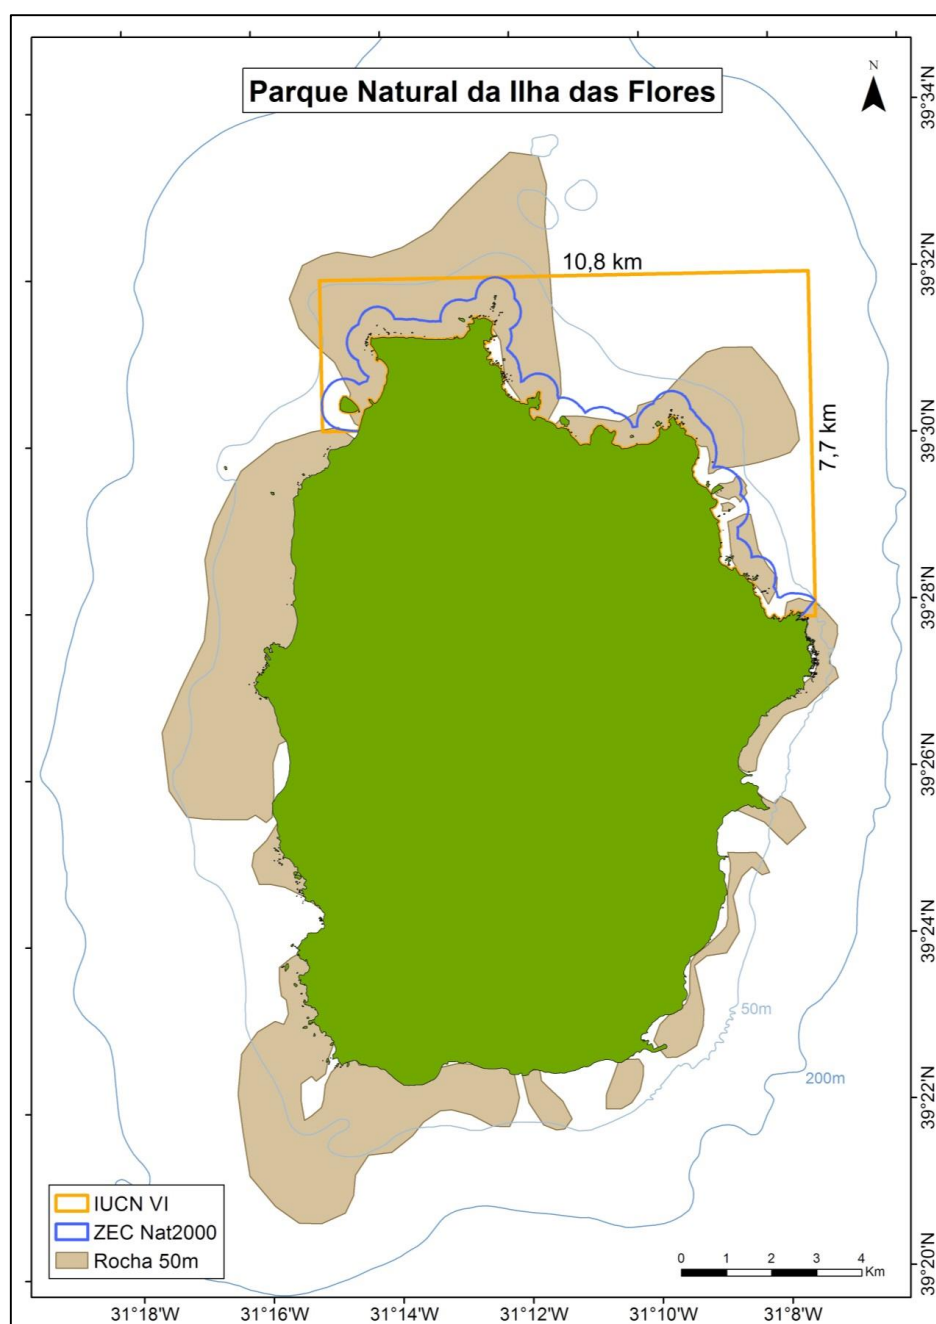 Parque Natural da Ilha das Flores
N
39°34'N
39°32'N
10,8 km
39°30'N
7,7 km
39°28'N
39°26'N
39°24'N
50m
200m
39°22'N
IUCN VI
ZEC Nat2000
Rocha 50m
39°20'N
0 1 2 3 4
Km
31°18'W 31°16'W 31°14'W 31°12'W 31°10'W 31°8'W